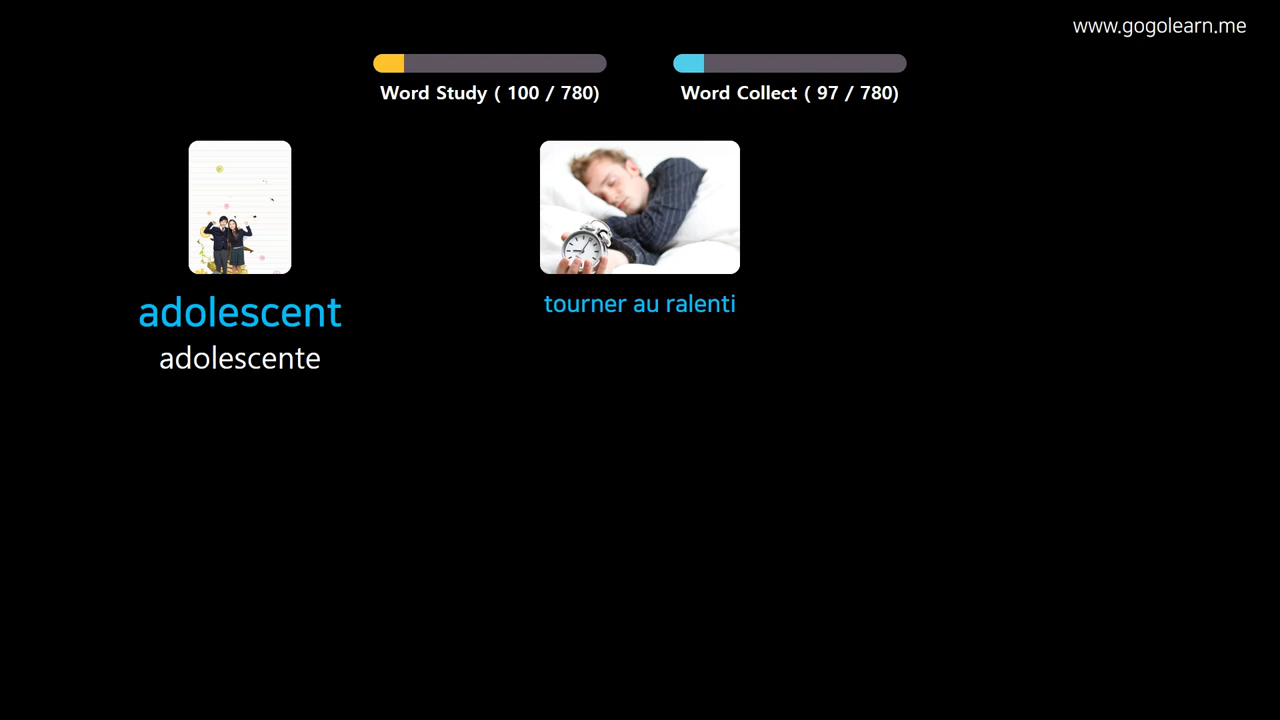 www.gogolearn.me
Word Study ( 100 / 780)
Word Collect ( 97 / 780)
adolescent
adolescente
tourner au ralenti